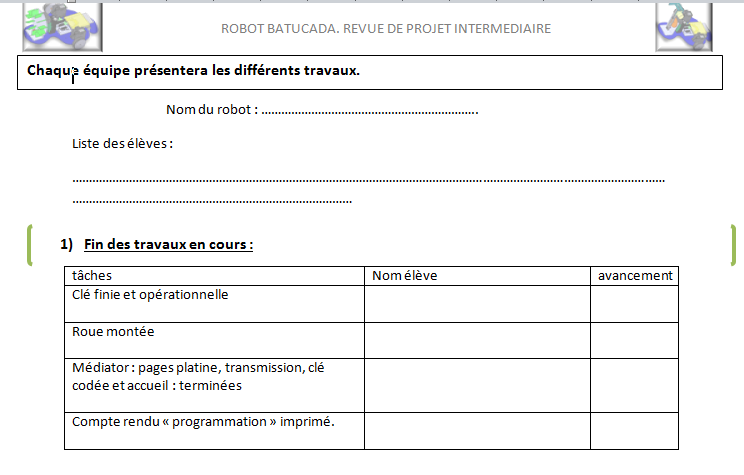 ROBOT BATUCADA. REVUE DE PROJET INTERMEDIAIRE
Chaque équipe présentera les différents travaux.
Nom du robot : ……………………………………………………….
Liste des élèves :
……………………………………………………………………………………………………………………………………………………………
…………………………………………………………………………
1) Fin des travaux en cours :
tâches Nom élève avancement
Clé finie et opérationnelle
Roue montée
Médiator : pages platine, transmission, clé
codée et accueil : terminées
Compte rendu « programmation » imprimé.